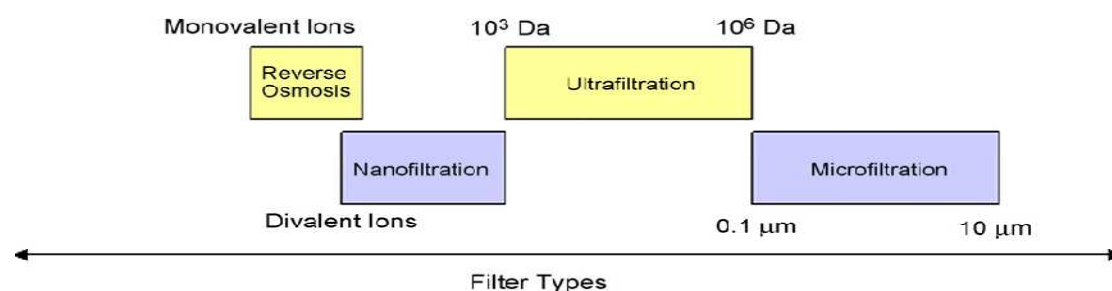 Monovalent Ions
10³ Da
10⁶ Da
Reverse
Osmosis
Ultrafiltration
Nanofiltration
Microfiltration
Divalent Ions
0.1 μm
10 μm
Filter Types